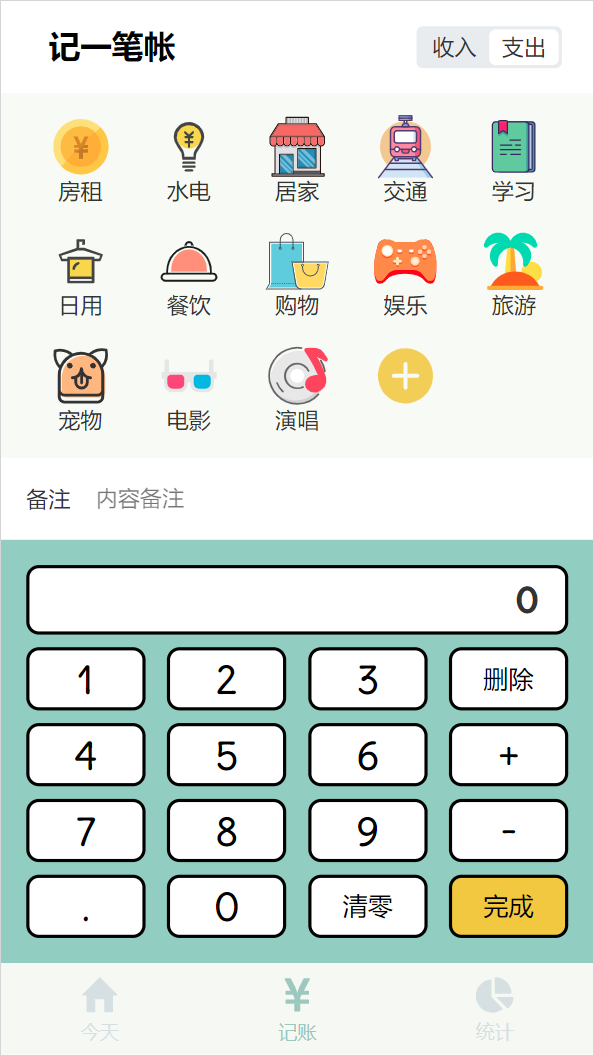 记一笔帐
收入 支出
房租 水电 居家 交通 学习
日用 餐饮 购物 娱乐 旅游
宠物 电影 演唱
备注 内容备注
0
1 2 3 删除
4 5 6 +
7 8 9 -
. 0 清零 完成
今天 记账 统计